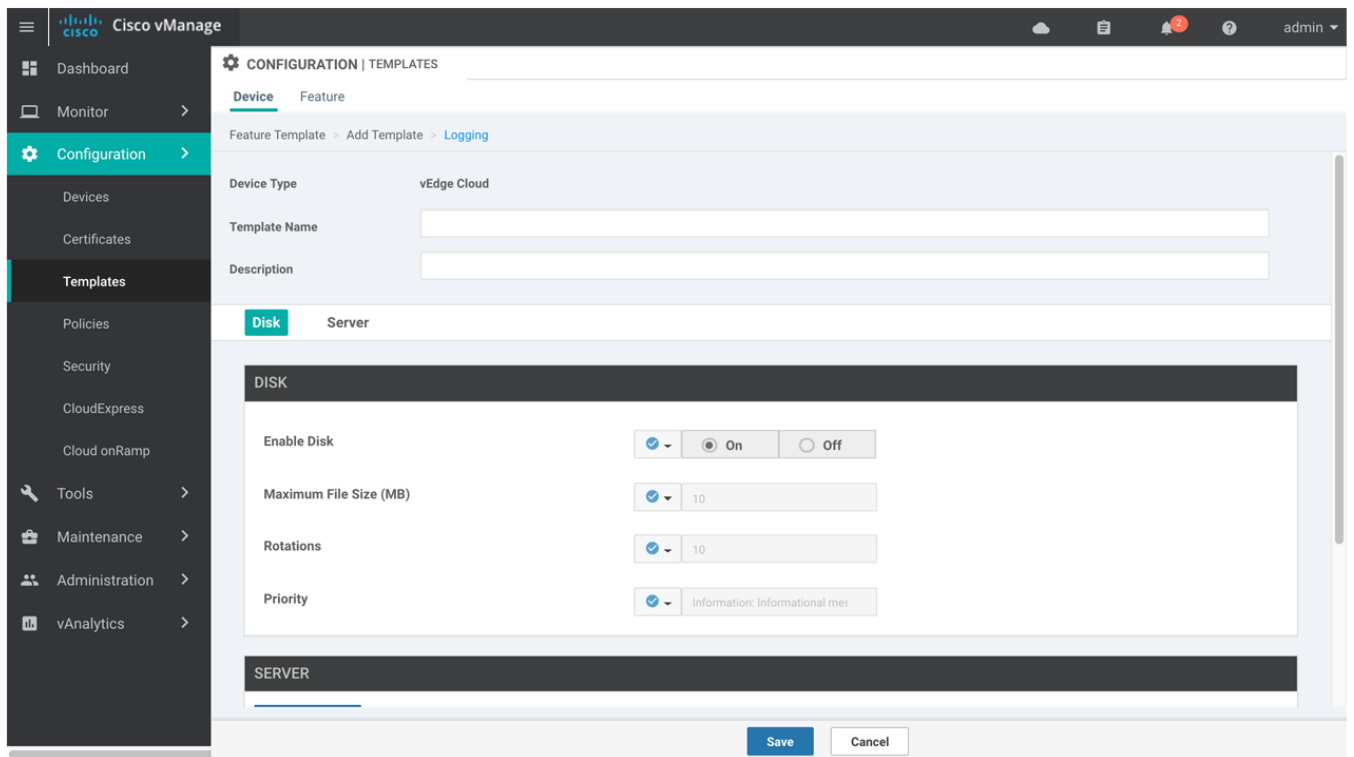 cisco Cisco vManage
2
admin
Dashboard
Monitor
Configuration
Devices
Certificates
Templates
Policies
Security
CloudExpress
Cloud onRamp
Tools
Maintenance
Administration
vAnalytics
CONFIGURATION | TEMPLATES
Device Feature
Feature Template > Add Template > Logging
Device Type vEdge Cloud
Template Name
Description
Disk Server
DISK
Enable Disk On Off
Maximum File Size (MB) 10
Rotations 10
Priority Information: Informational mes
SERVER
Save Cancel